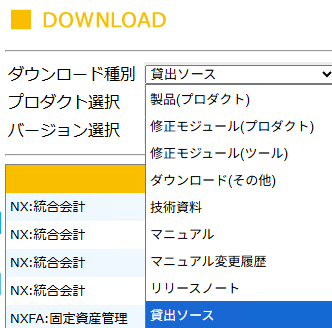 DOWNLOAD
ダウンロード種別 貸出ソース
プロダクト選択
バージョン選択
製品(プロダクト)
修正モジュール(プロダクト)
修正モジュール(ツール)
ダウンロード(その他)
技術資料
マニュアル
マニュアル変更履歴
リリースノート
貸出ソース
NX:統合会計
NX:統合会計
NX:統合会計
NX:統合会計
NXFA:固定資産管理